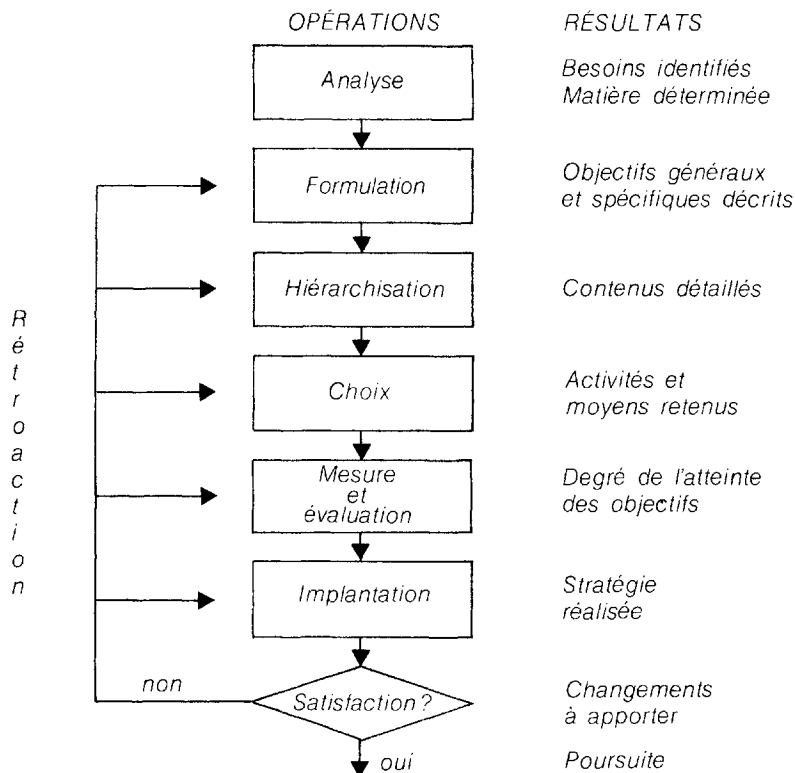 OPÉRATIONS
RÉSULTATS
Analyse
Besoins identifiés
Matière déterminée
Formulation
Objectifs généraux
et spécifiques décrits
Hiérarchisation
Contenus détaillés
Rétroaction
Choix
Activités et
moyens retenus
Mesure
et
évaluation
Degré de l'atteinte
des objectifs
Implantation
Stratégie
réalisée
non
Satisfaction?
Changements
à apporter
oui
Poursuite